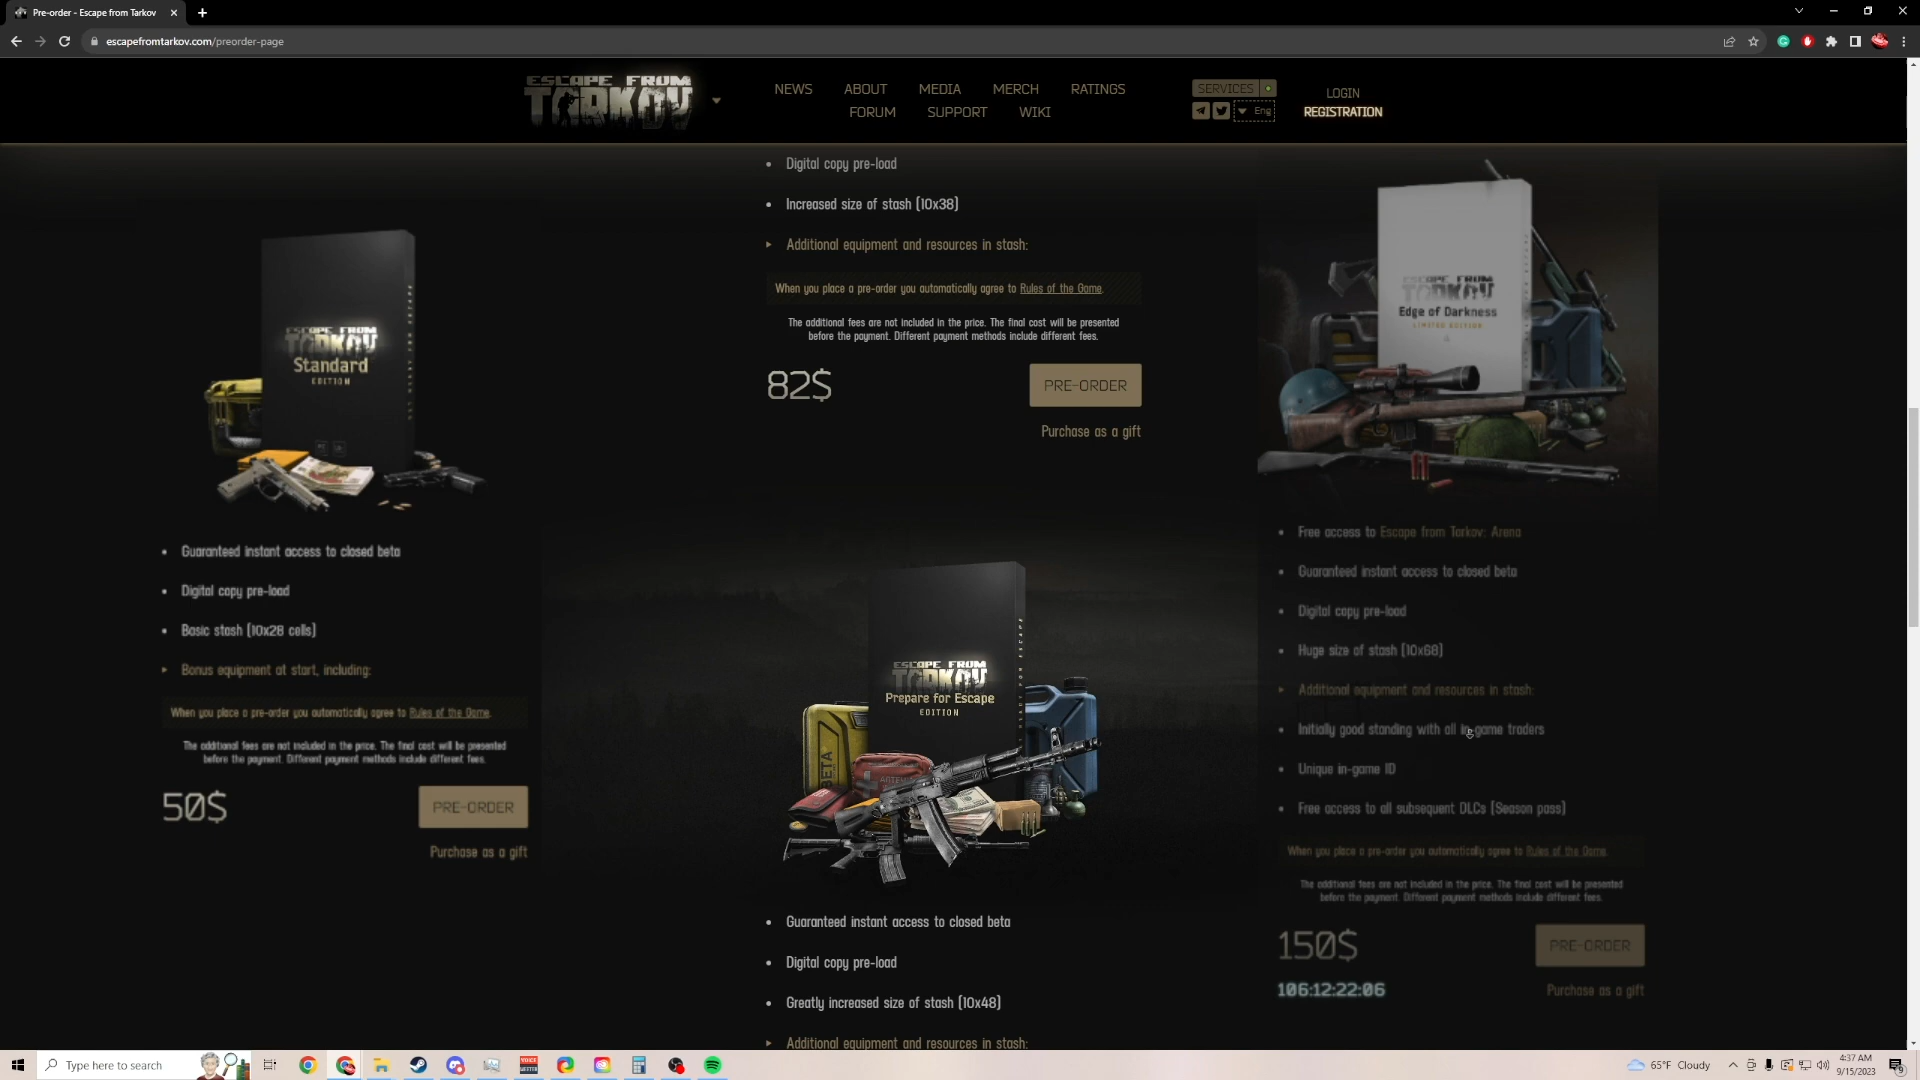 Pre-order - Escape from Tarkov
escapefromtarkov.com/preorder-page
ESCAPE FROM
TARKOV
NEWS ABOUT MEDIA MERCH RATINGS
FORUM SUPPORT WIKI
SERVICES
Eng
LOGIN
REGISTRATION
ESCAPE FROM
TARKOV
Standard
EDITION
Guaranteed instant access to closed beta
Digital copy pre-load
Basic stash (10x28 cells)
Bonus equipment at start, including:
When you place a pre-order you automatically agree to Rules of the Game.
The additional fees are not included in the price. The final cost will be presented
before the payment. Different payment methods include different fees.
50$
PRE-ORDER
Purchase as a gift
Digital copy pre-load
Increased size of stash (10x38)
Additional equipment and resources in stash:
When you place a pre-order you automatically agree to Rules of the Game.
The additional fees are not included in the price. The final cost will be presented
before the payment. Different payment methods include different fees.
82$
PRE-ORDER
Purchase as a gift
ESCAPE FROM
TARKOV
Prepare for Escape
EDITION
BETA
Guaranteed instant access to closed beta
Digital copy pre-load
Greatly increased size of stash (10x48)
Additional equipment and resources in stash:
ESCAPE FROM
TARKOV
Edge of Darkness
LIMITED EDITION
Free access to Escape from Tarkov: Arena
Guaranteed instant access to closed beta
Digital copy pre-load
Huge size of stash (10x68)
Additional equipment and resources in stash:
Initially good standing with all in-game traders
Unique in-game ID
Free access to all subsequent DLCs (Season pass)
When you place a pre-order you automatically agree to Rules of the Game.
The additional fees are not included in the price. The final cost will be presented
before the payment. Different payment methods include different fees.
150$
PRE-ORDER
106:12:22:06
Purchase as a gift
Type here to search
65°F Cloudy
4:37 AM
9/15/2023